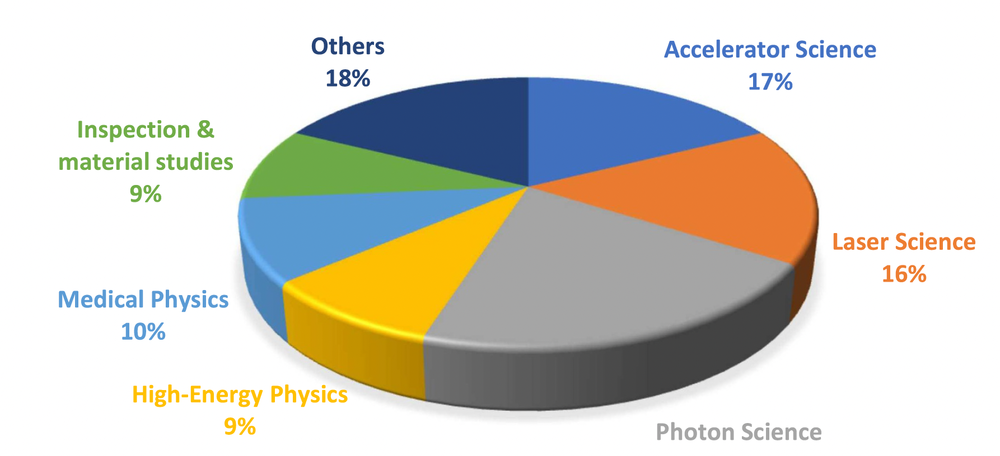 Others
18%
Accelerator Science
17%
Inspection &
material studies
9%
Laser Science
16%
Medical Physics
10%
High-Energy Physics
9%
Photon Science